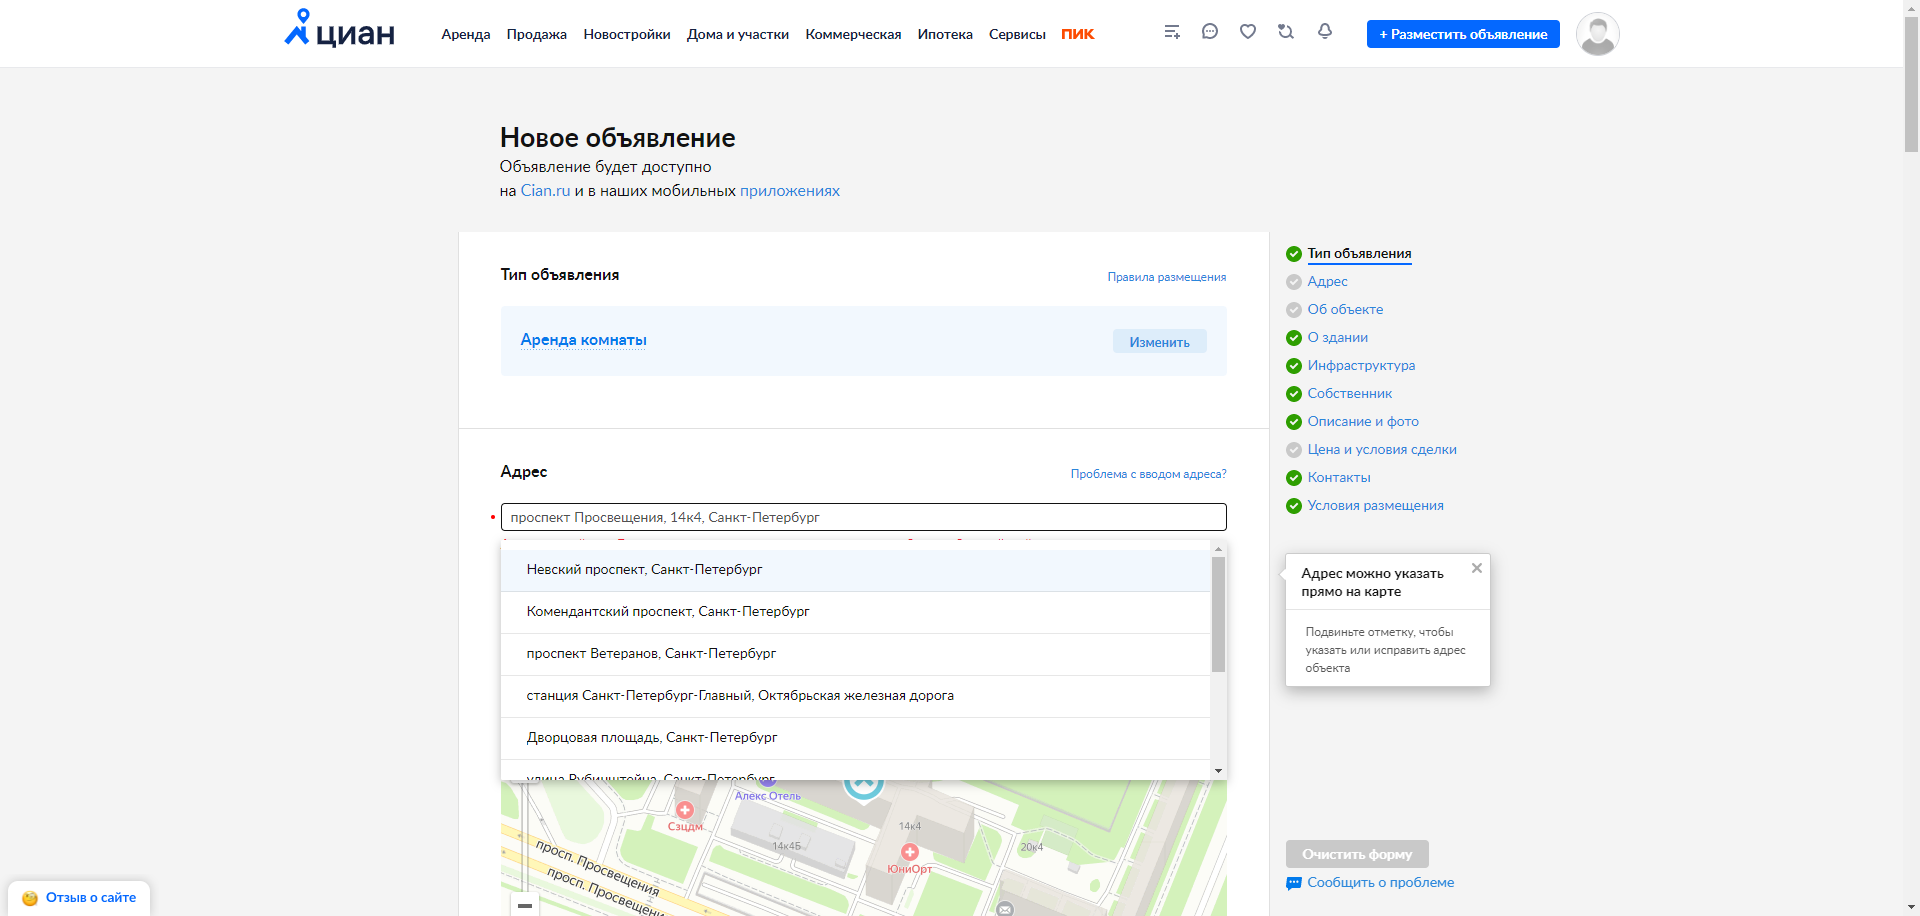 циан
Аренда Продажа Новостройки Дома и участки Коммерческая Ипотека Сервисы ПИК
+ Разместить объявление
Новое объявление
Объявление будет доступно
на Cian.ru и в наших мобильных приложениях
Тип объявления
Правила размещения
Аренда комнаты
Изменить
Адрес
Проблема с вводом адреса?
проспект Просвещения, 14к4, Санкт-Петербург
Невский проспект, Санкт-Петербург
Комендантский проспект, Санкт-Петербург
проспект Ветеранов, Санкт-Петербург
станция Санкт-Петербург-Главный, Октябрьская железная дорога
Дворцовая площадь, Санкт-Петербург
улица Рубинштейна, Санкт-Петербург
Алекс Отель
Сзцдм
14к4
14к4Б
20к4
ЮниОрт
просп. Просвещения
просп. Просвещения
Тип объявления
Адрес
Об объекте
О здании
Инфраструктура
Собственник
Описание и фото
Цена и условия сделки
Контакты
Условия размещения
Адрес можно указать
прямо на карте
Подвиньте отметку, чтобы
указать или исправить адрес
объекта
Очистить форму
Сообщить о проблеме
Отзыв о сайте